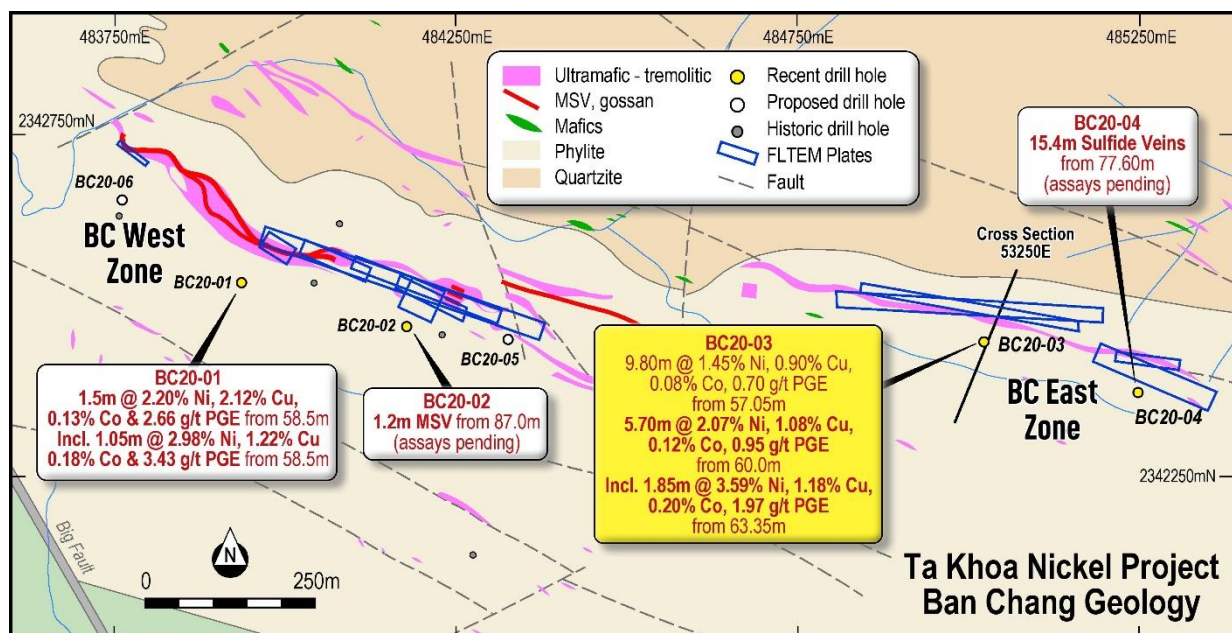 483750mE
484250mE
484750mE
485250mE
2342750mN
Ultramafic - tremolitic
MSV, gossan
Mafics
Phylite
Quartzite
Recent drill hole
Proposed drill hole
Historic drill hole
FLTEM Plates
Fault
BC20-04
15.4m Sulfide Veins
from 77.60m
(assays pending)
BC20-06
BC West
Zone
Cross Section
53250E
BC20-01
BC20-02
BC20-05
BC20-03
BC East
Zone
BC20-04
BC20-01
1.5m @ 2.20% Ni, 2.12% Cu,
0.13% Co & 2.66 g/t PGE from 58.5m
Incl. 1.05m @ 2.98% Ni, 1.22% Cu
0.18% Co & 3.43 g/t PGE from 58.5m
BC20-02
1.2m MSV from 87.0m
(assays pending)
BC20-03
9.80m @ 1.45% Ni, 0.90% Cu,
0.08% Co, 0.70 g/t PGE
from 57.05m
5.70m @ 2.07% Ni, 1.08% Cu,
0.12% Co, 0.95 g/t PGE
from 60.0m
Incl. 1.85m @ 3.59% Ni, 1.18% Cu,
0.20% Co, 1.97 g/t PGE
from 63.35m
2342250mN
Big Fault
N
0
250m
Ta Khoa Nickel Project
Ban Chang Geology